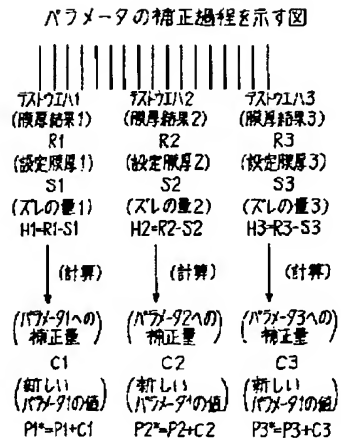 パラメータの補正過程を示す図
テストウエハ1 テストウエハ2 テストウエハ3
(膜厚結果1) (膜厚結果2) (膜厚結果3)
R1 R2 R3
(設定膜厚1) (設定膜厚2) (設定膜厚3)
S1 S2 S3
(ズレの量1) (ズレの量2) (ズレの量3)
H1=R1-S1 H2=R2-S2 H3=R3-S3
(計算) (計算) (計算)
(パラメータ1への (パラメータ2への (パラメータ3への
補正量) 補正量) 補正量)
C1 C2 C3
(新しい (新しい (新しい
パラメータ1の値) パラメータ1の値) パラメータ1の値)
P1*=P1+C1 P2*=P2+C2 P3*=P3+C3